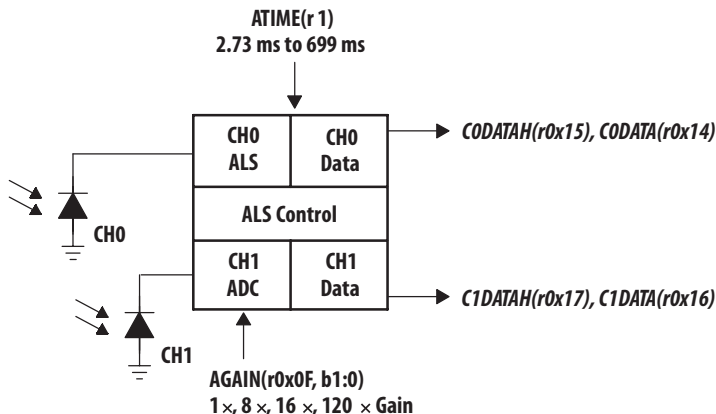 ATIME(r 1)
2.73 ms to 699 ms
CH0
ALS
CH0
Data
C0DATAH(r0x15), C0DATA(r0x14)
ALS Control
CH0
CH1
ADC
CH1
Data
C1DATAH(r0x17), C1DATA(r0x16)
CH1
AGAIN(r0x0F, b1:0)
1 ×, 8 ×, 16 ×, 120 × Gain